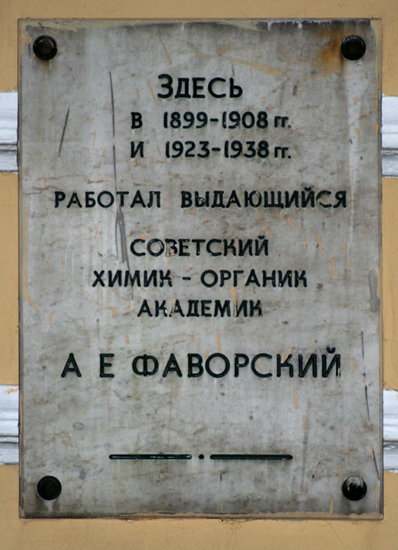 Здесь
в 1899-1908 гг.
и 1923-1938 гг.
работал выдающийся
советский
химик - органик
академик
А Е ФАВОРСКИЙ